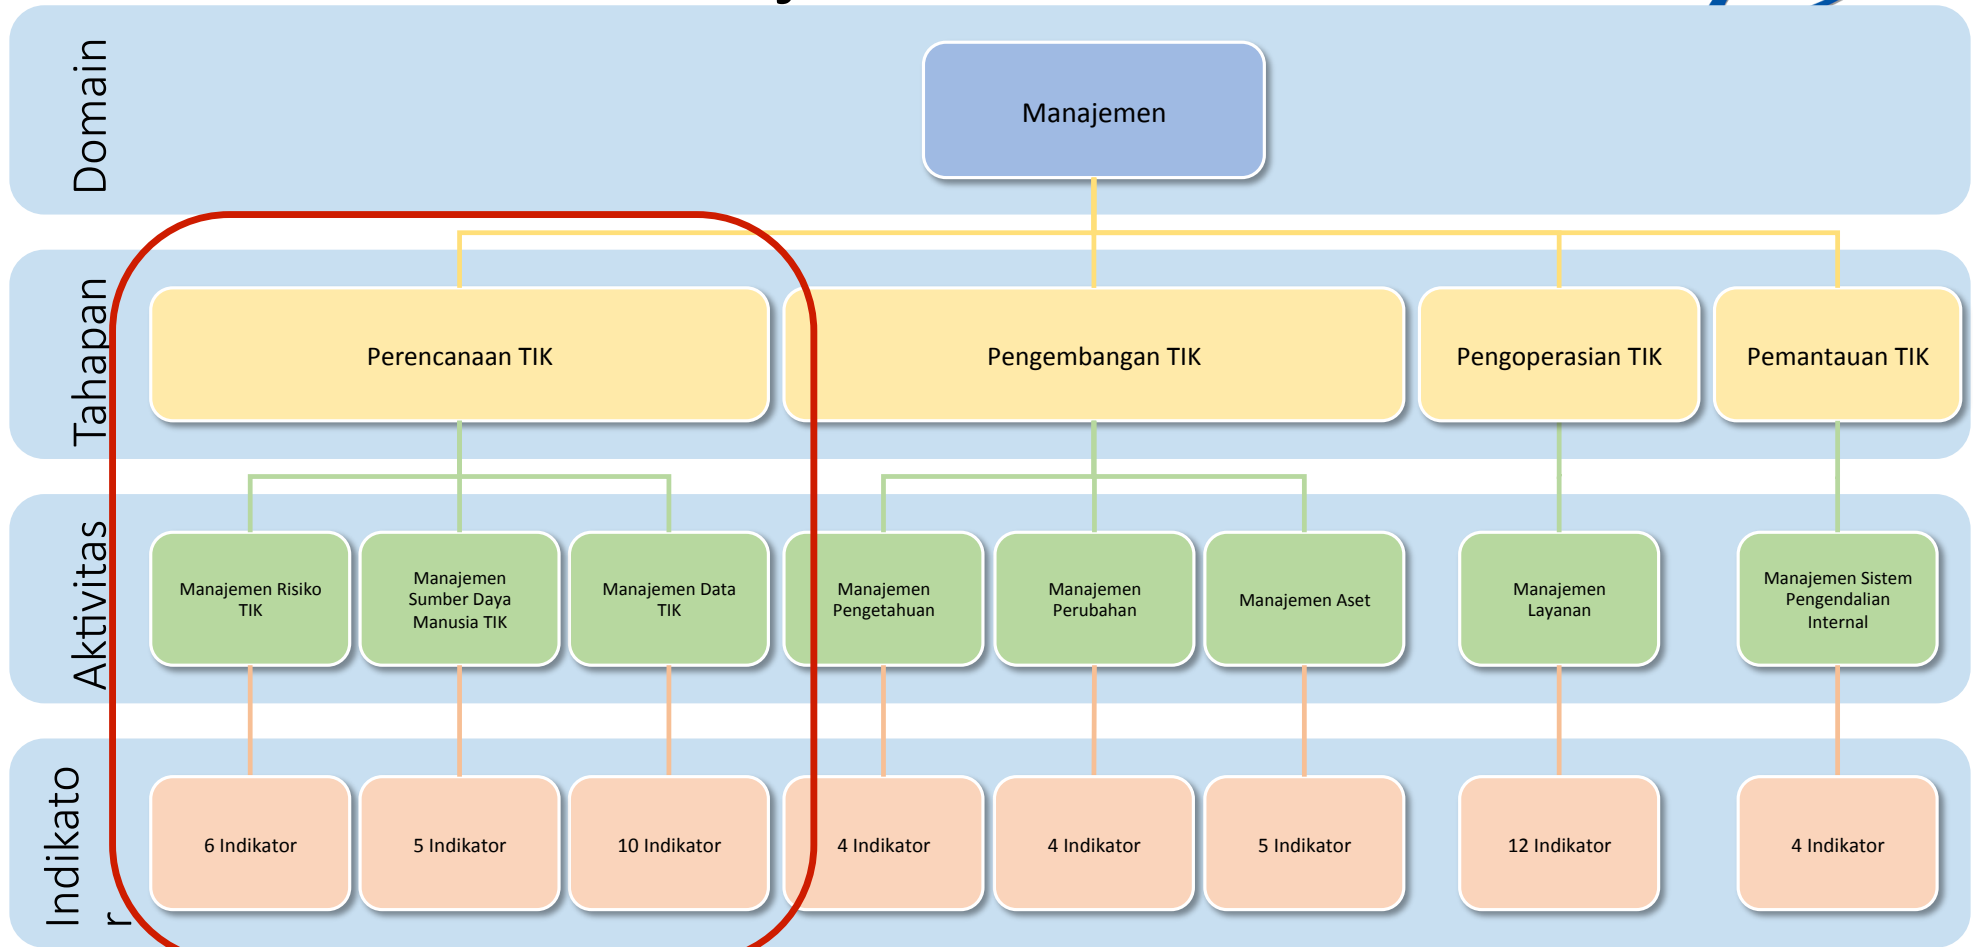 Domain
Manajemen
Tahapan
Perencanaan TIK
Pengembangan TIK
Pengoperasian TIK
Pemantauan TIK
Aktivitas
Manajemen Risiko
TIK
Manajemen
Sumber Daya
Manusia TIK
Manajemen Data
TIK
Manajemen
Pengetahuan
Manajemen
Perubahan
Manajemen Aset
Manajemen
Layanan
Manajemen Sistem
Pengendalian
Internal
Indikato
r
6 Indikator
5 Indikator
10 Indikator
4 Indikator
4 Indikator
5 Indikator
12 Indikator
4 Indikator